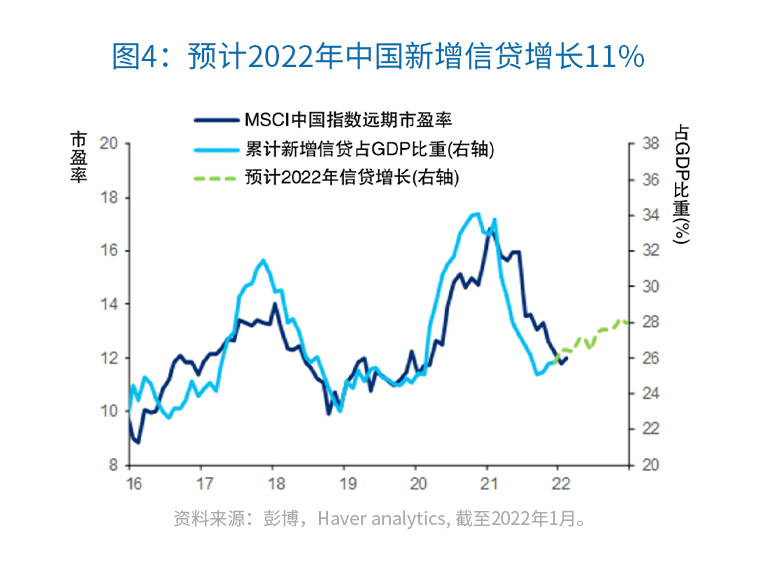 图4：预计2022年中国新增信贷增长11%
MSCI中国指数远期市盈率
累计新增信贷占GDP比重(右轴)
预计2022年信贷增长(右轴)
市盈率
占GDP比重(%)
20
18
16
14
12
10
8
38
36
34
32
30
28
26
24
22
20
16 17 18 19 20 21 22
资料来源：彭博，Haver analytics, 截至2022年1月。